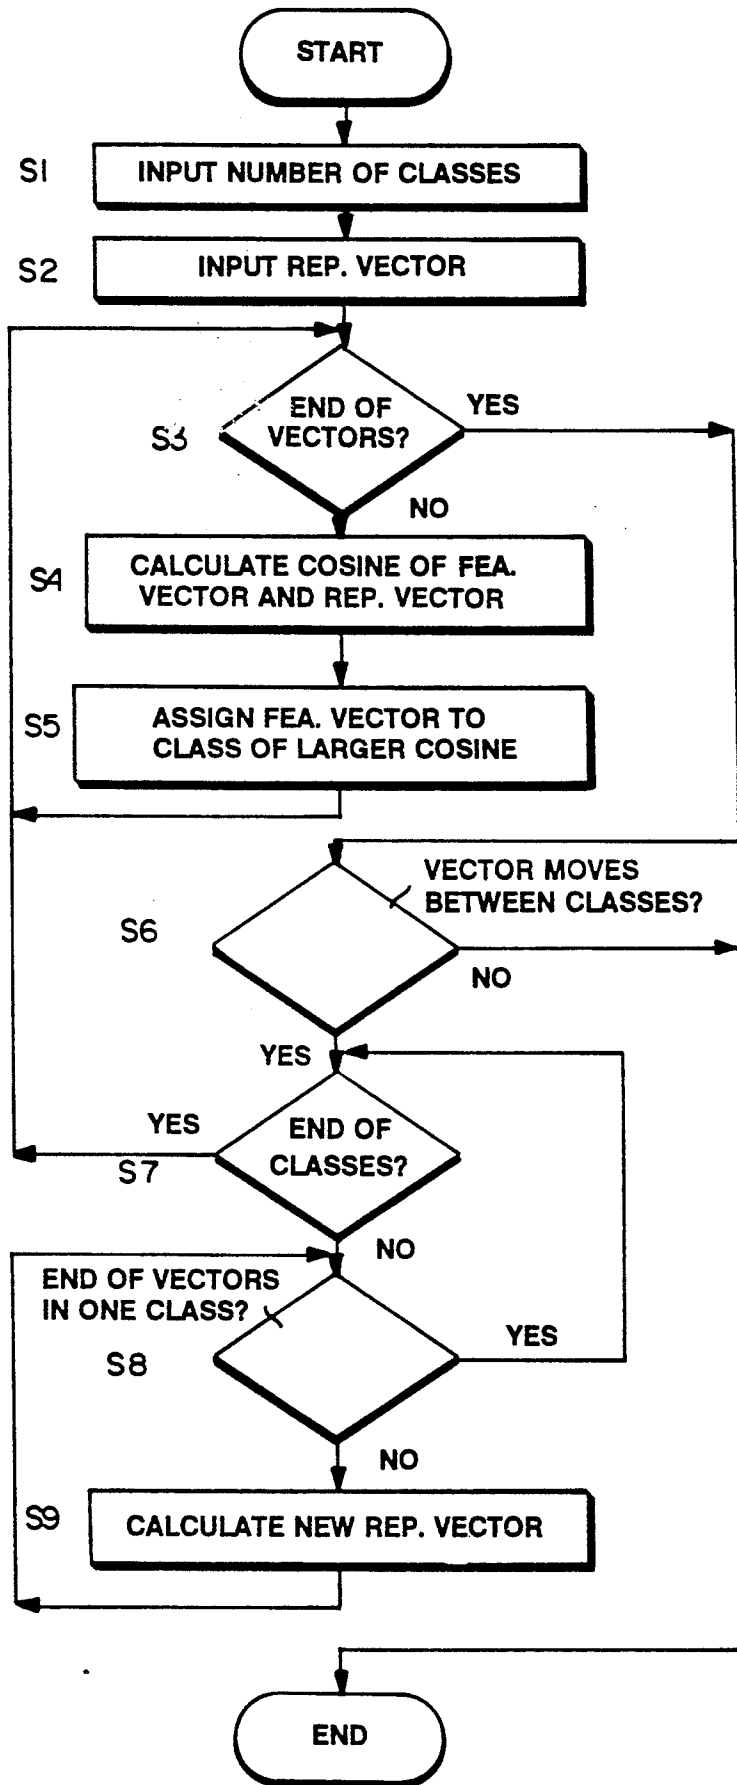 START
S1
INPUT NUMBER OF CLASSES
S2
INPUT REP. VECTOR
S3
END OF
VECTORS?
YES
NO
S4
CALCULATE COSINE OF FEA.
VECTOR AND REP. VECTOR
S5
ASSIGN FEA. VECTOR TO
CLASS OF LARGER COSINE
VECTOR MOVES
BETWEEN CLASSES?
S6
NO
YES
YES
END OF
CLASSES?
S7
NO
END OF VECTORS
IN ONE CLASS?
YES
S8
NO
S9
CALCULATE NEW REP. VECTOR
END